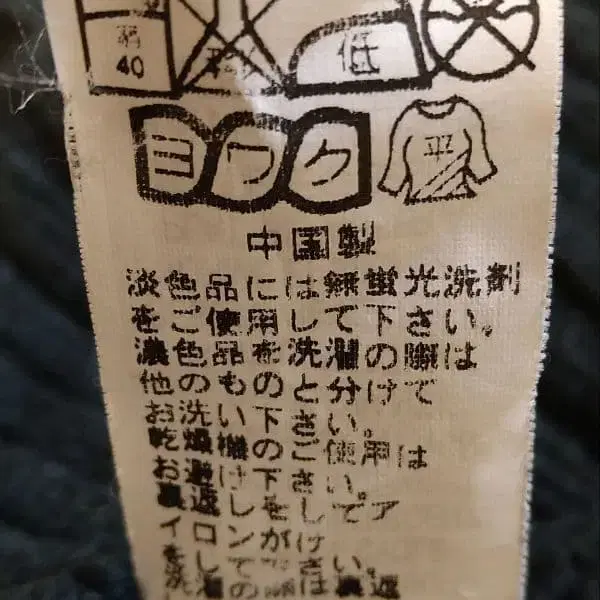 弱
40
低
ヨワク
平
中国製
淡色品には無蛍光洗剤
をご使用して下さい。
濃色品を洗濯の際は
他のものと分けて
お洗い下さい。
乾燥機のご使用は
お避け下さい。
裏返しをしてア
イロンがけ